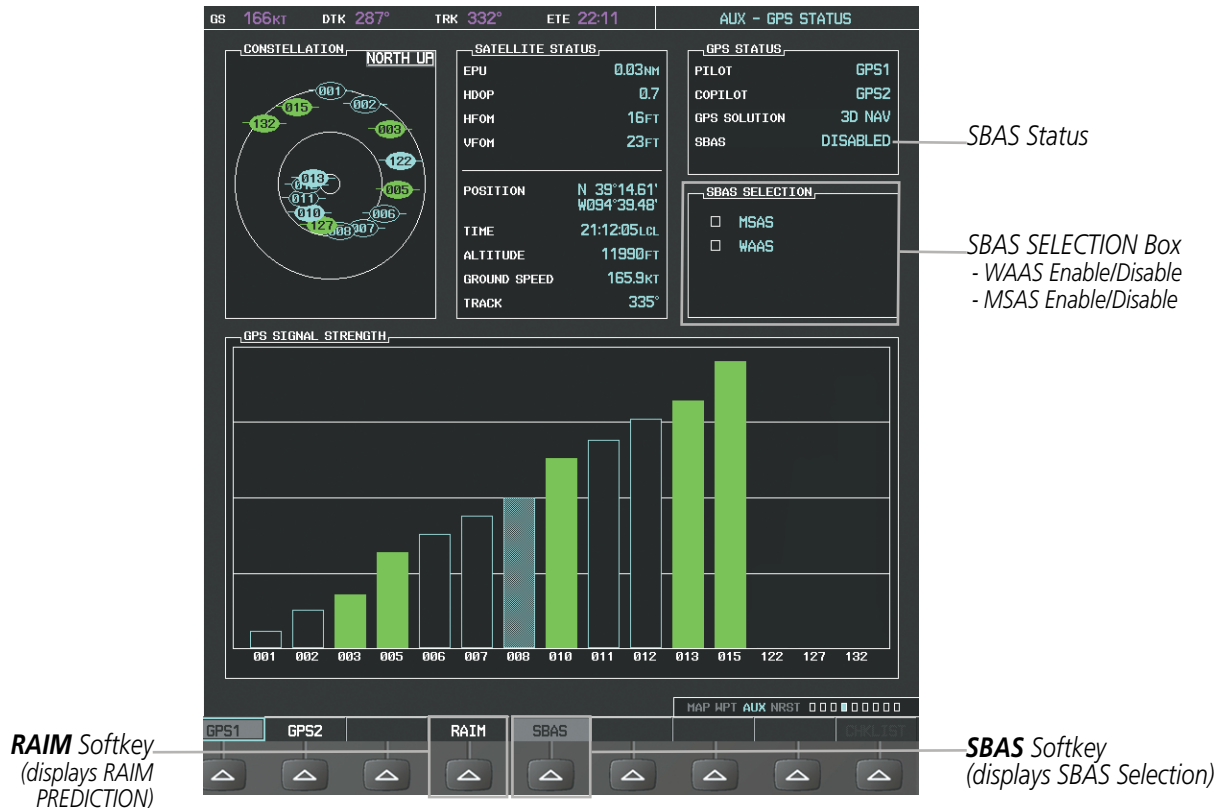 GS 166KT DTK 287° TRK 332° ETE 22:11 AUX - GPS STATUS
CONSTELLATION
NORTH UP
001
002
015
132
003
122
013
005
011
010
006
127
008
007
SATELLITE STATUS
EPU 0.03NM
HDOP 0.7
HFOM 16FT
VFOM 23FT
POSITION N 39°14.61'
W094°39.48'
TIME 21:12:05LCL
ALTITUDE 11990FT
GROUND SPEED 165.9KT
TRACK 335°
GPS STATUS
PILOT GPS1
COPILOT GPS2
GPS SOLUTION 3D NAV
SBAS DISABLED
SBAS Status
SBAS SELECTION
MSAS
WAAS
SBAS SELECTION Box
- WAAS Enable/Disable
- MSAS Enable/Disable
GPS SIGNAL STRENGTH
001 002 003 005 006 007 008 010 011 012 013 015 122 127 132
MAP WPT AUX NRST
GPS1 GPS2 RAIM SBAS CHKLIST
RAIM Softkey
(displays RAIM
PREDICTION)
SBAS Softkey
(displays SBAS Selection)